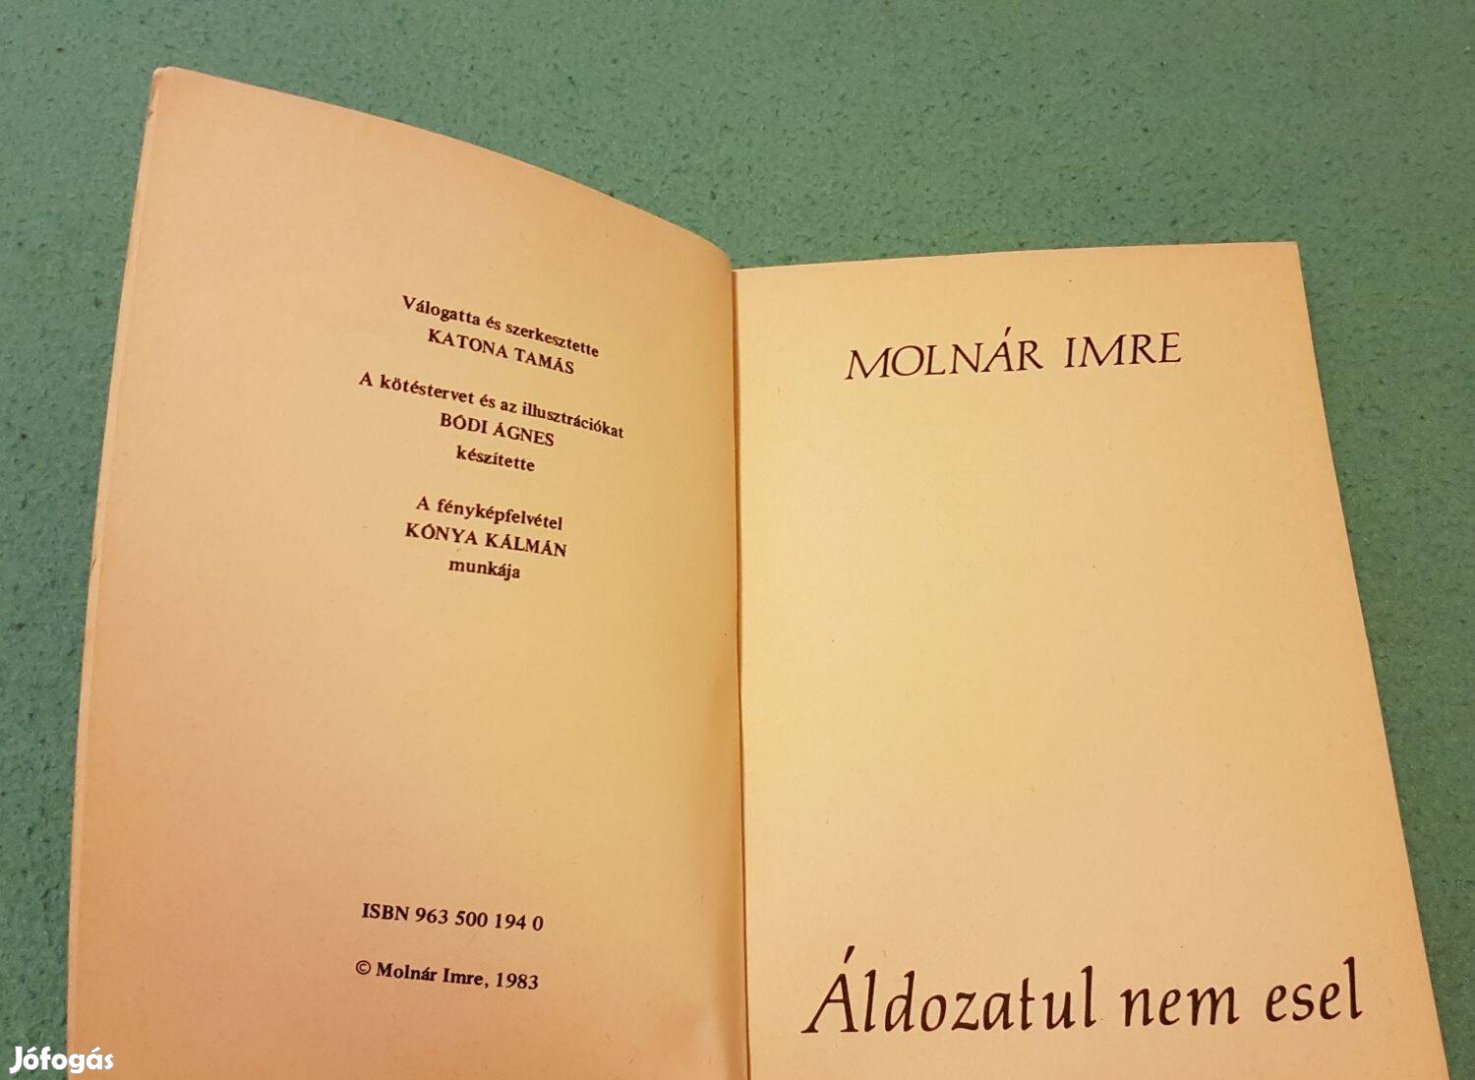 Válogatta és szerkesztette
KATONA TAMÁS
A kötéstervet és az illusztrációkat
BÓDI ÁGNES
készítette
A fényképfelvétel
KÓNYA KÁLMÁN
munkája
ISBN 963 500 194 0
© Molnár Imre, 1983
MOLNÁR IMRE
Áldozatul nem esel
Jófogás